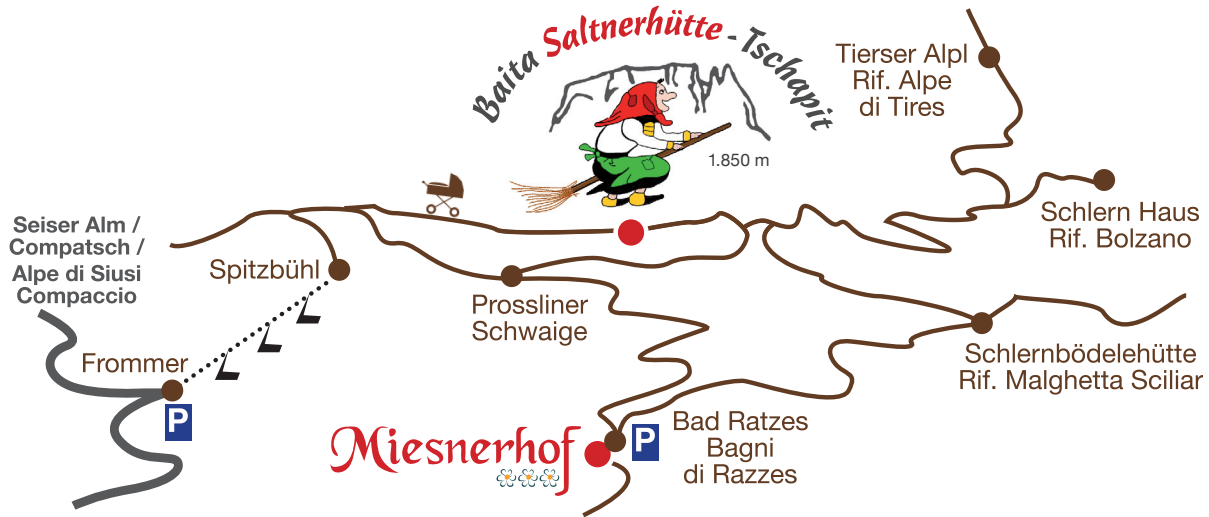 Baita Saltnerhütte - Tschapit
1.850 m
Tierser Alpl
Rif. Alpe
di Tires
Schlern Haus
Rif. Bolzano
Seiser Alm /
Compatsch /
Alpe di Siusi
Compaccio
Spitzbühl
Prossliner
Schwaige
Frommer
P
Schlernbödelehütte
Rif. Malghetta Sciliar
Miesnerhof
P
Bad Ratzes
Bagni
di Razzes